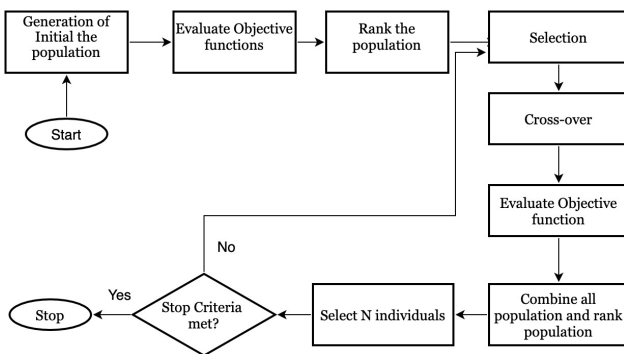 Generation of
Initial the
population
Evaluate Objective
functions
Rank the
population
Selection
Start
Cross-over
Evaluate Objective
function
No
Yes
Stop
Stop Criteria
met?
Select N individuals
Combine all
population and rank
population